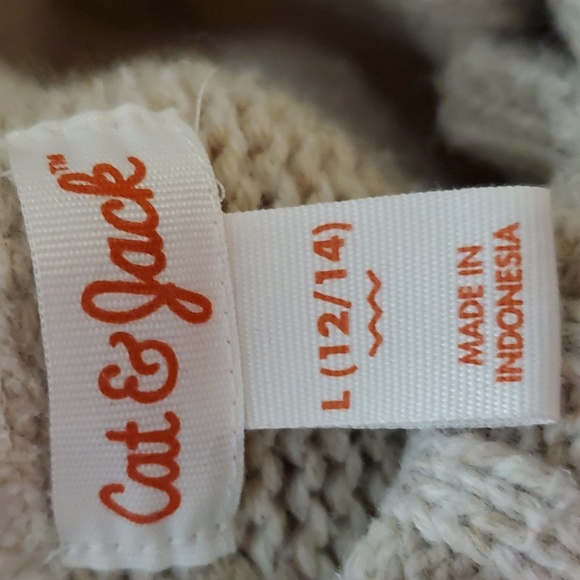 Cat & Jack™
L (12/14)
MADE IN
INDONESIA